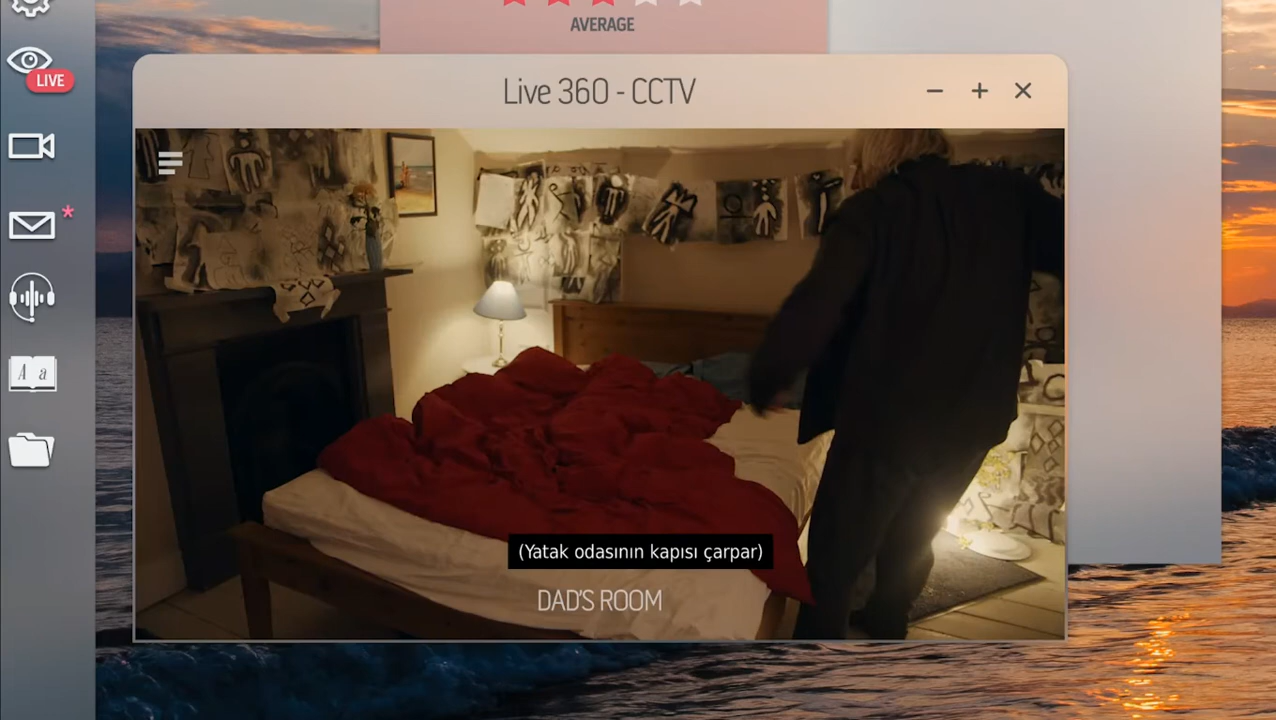 AVERAGE
LIVE
Live 360 - CCTV
A a
(Yatak odasının kapısı çarpar)
DAD'S ROOM